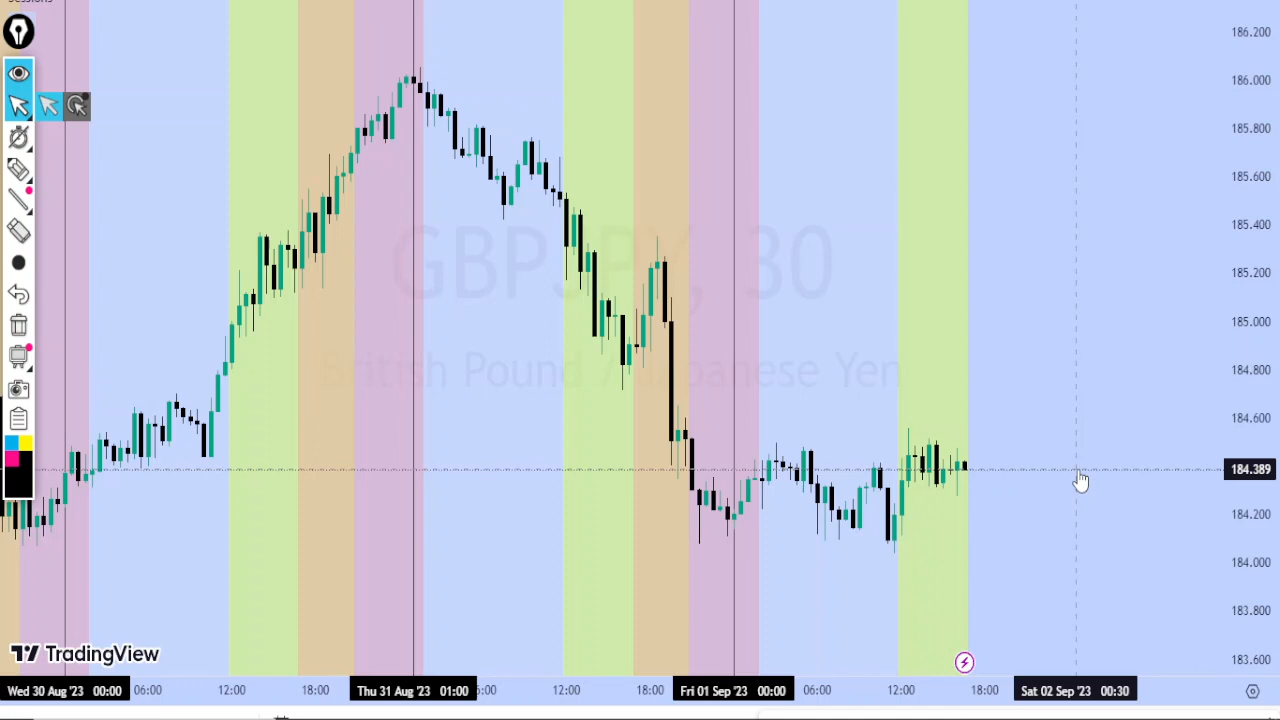 Sessions
186.200
186.000
185.800
185.600
185.400
185.200
185.000
184.800
184.600
184.389
184.200
184.000
183.800
183.600
GBPJPY, 30
British Pound / Japanese Yen
TradingView
Wed 30 Aug '23 00:00 06:00 12:00 18:00 Thu 31 Aug '23 01:00 6:00 12:00 18:00 Fri 01 Sep '23 00:00 06:00 12:00 18:00 Sat 02 Sep '23 00:30